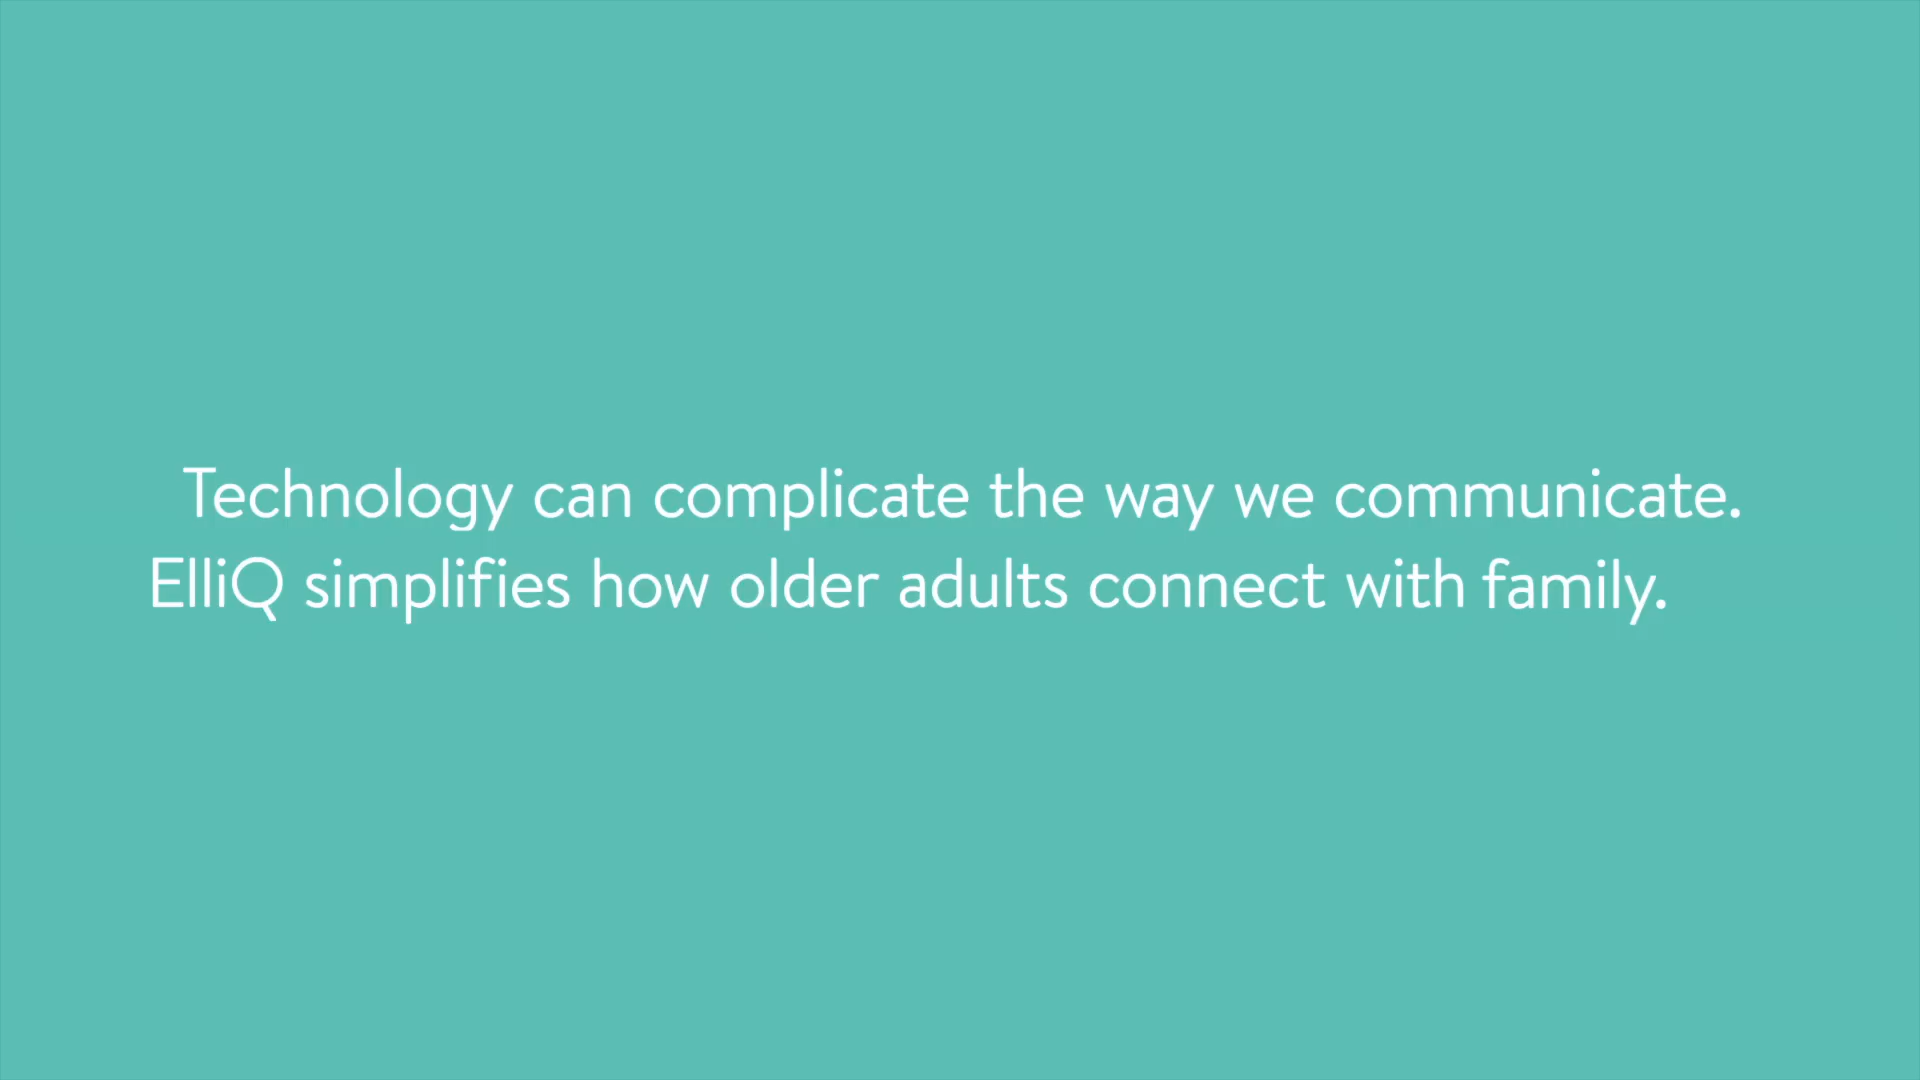 Technology can complicate the way we communicate.
ElliQ simplifies how older adults connect with family.